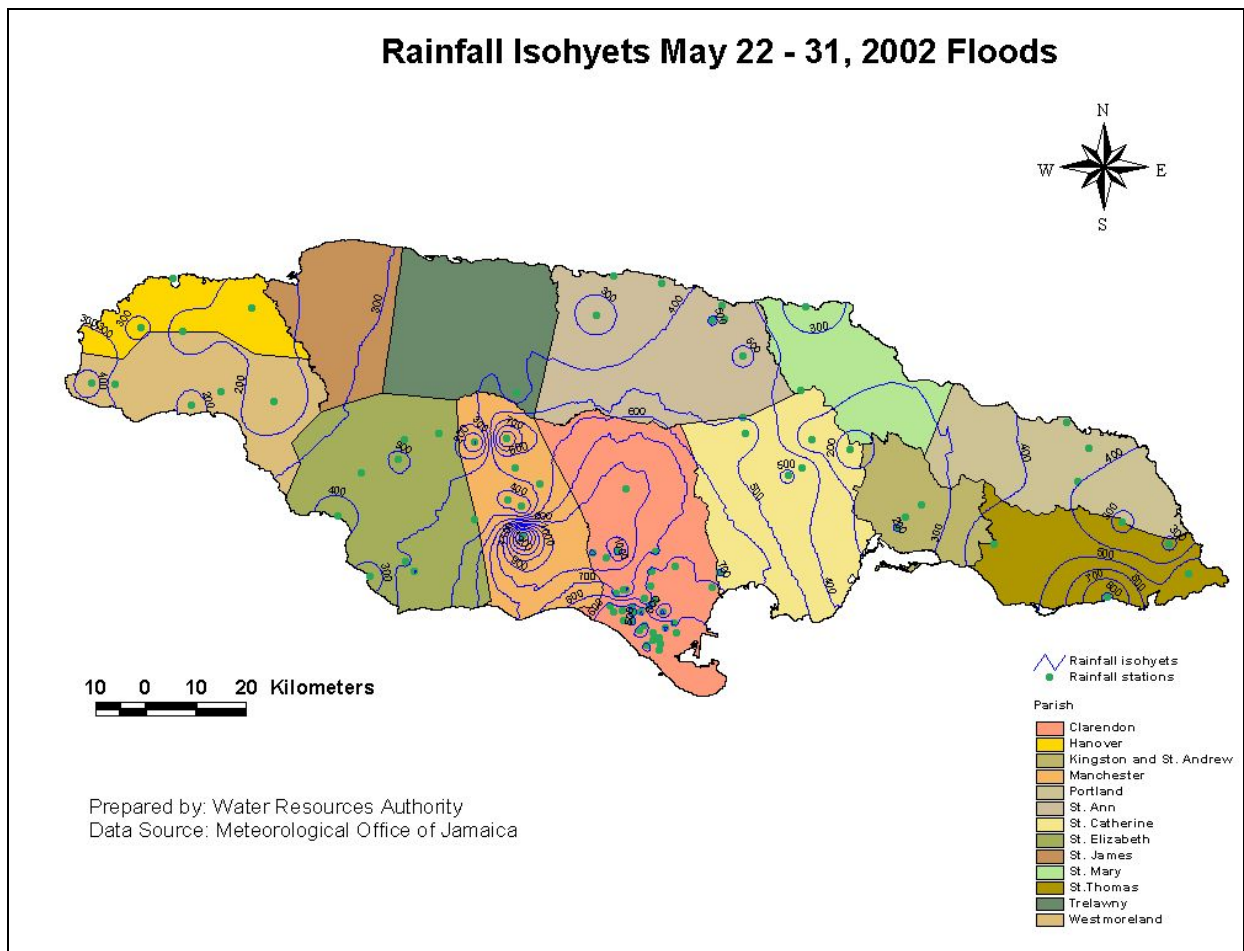 Rainfall Isohyets May 22 - 31, 2002 Floods
N
W E
S
300
400
300
300
600
300
400
200
300
600
700
500
200
400
400
500
400
400
300
300
700
800
500
400
500
700
10 0 10 20 Kilometers
Rainfall isohyets
Rainfall stations
Parish
Clarendon
Hanover
Kingston and St. Andrew
Manchester
Portland
St. Ann
St. Catherine
St. Elizabeth
St. James
St. Mary
St.Thomas
Trelawny
Westmoreland
Prepared by: Water Resources Authority
Data Source: Meteorological Office of Jamaica